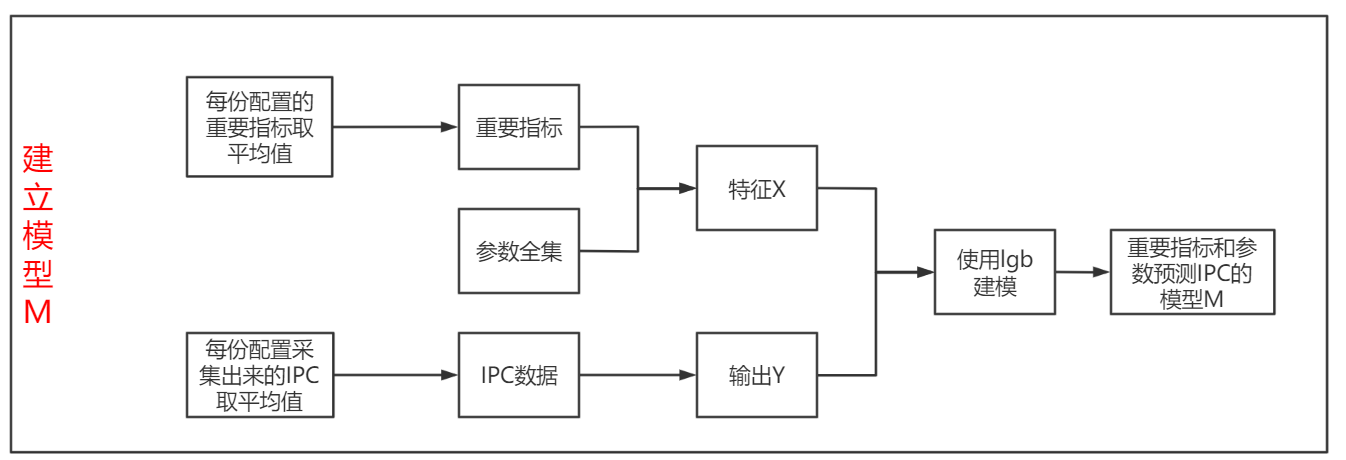 建
立
模
型
M
每份配置的
重要指标取
平均值
重要指标
参数全集
特征X
每份配置采
集出来的IPC
取平均值
IPC数据
输出Y
使用lgb
建模
重要指标和参
数预测IPC的
模型M